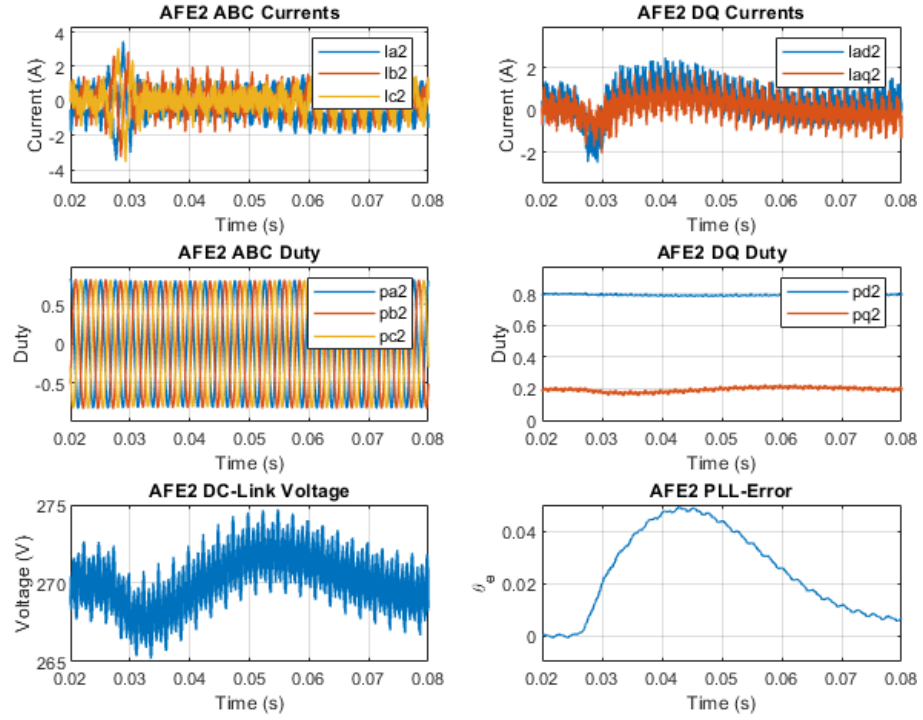 AFE2 ABC Currents
Current (A)
4
2
0
-2
-4
Ia2
Ib2
Ic2
0.02 0.03 0.04 0.05 0.06 0.07 0.08
Time (s)
AFE2 DQ Currents
Current (A)
2
0
-2
Iad2
Iaq2
0.02 0.03 0.04 0.05 0.06 0.07 0.08
Time (s)
AFE2 ABC Duty
Duty
0.5
0
-0.5
pa2
pb2
pc2
0.02 0.03 0.04 0.05 0.06 0.07 0.08
Time (s)
AFE2 DQ Duty
Duty
0.8
0.6
0.4
0.2
0
pd2
pq2
0.02 0.03 0.04 0.05 0.06 0.07 0.08
Time (s)
AFE2 DC-Link Voltage
Voltage (V)
275
270
265
0.02 0.03 0.04 0.05 0.06 0.07 0.08
Time (s)
AFE2 PLL-Error
θe
0.04
0.02
0
0.02 0.03 0.04 0.05 0.06 0.07 0.08
Time (s)